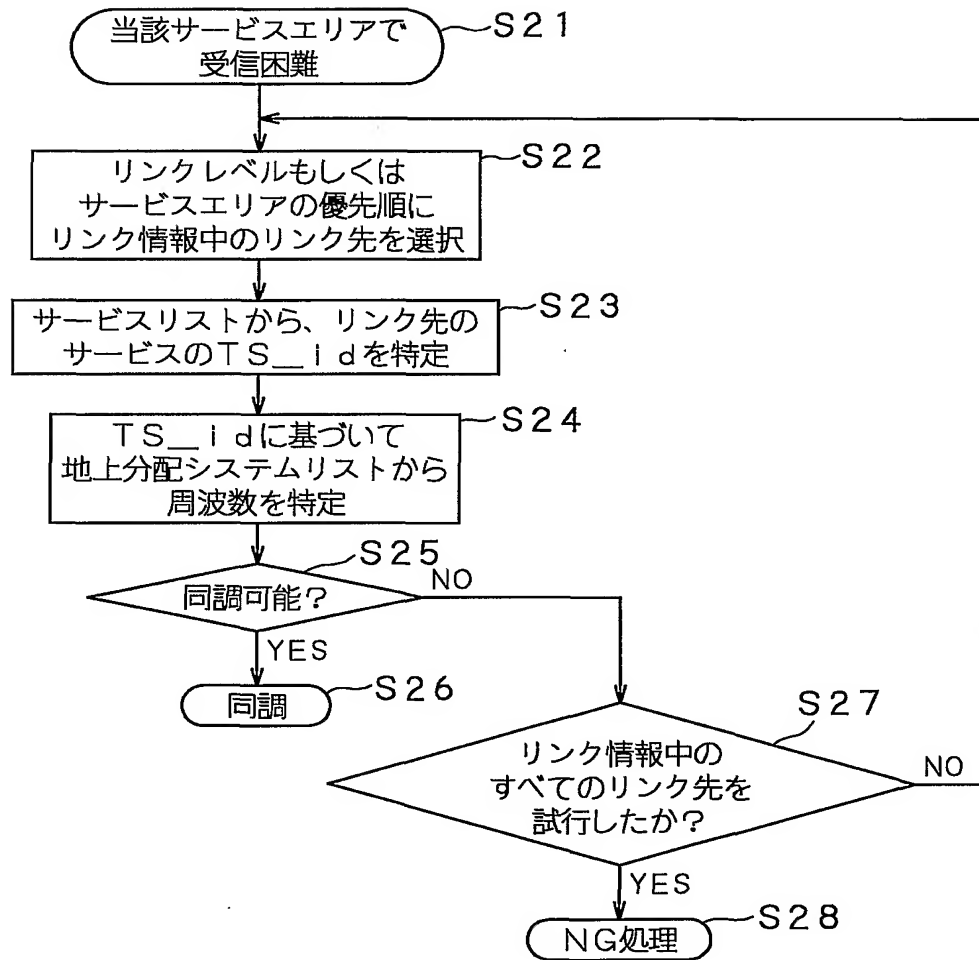 当該サービスエリアで
受信困難
S21
リンクレベルもしくは
サービスエリアの優先順に
リンク情報中のリンク先を選択
S22
サービスリストから、リンク先の
サービスのTS__idを特定
S23
TS__idに基づいて
地上分配システムリストから
周波数を特定
S24
同調可能？
S25
NO
YES
同調
S26
リンク情報中の
すべてのリンク先を
試行したか？
S27
NO
YES
NG処理
S28